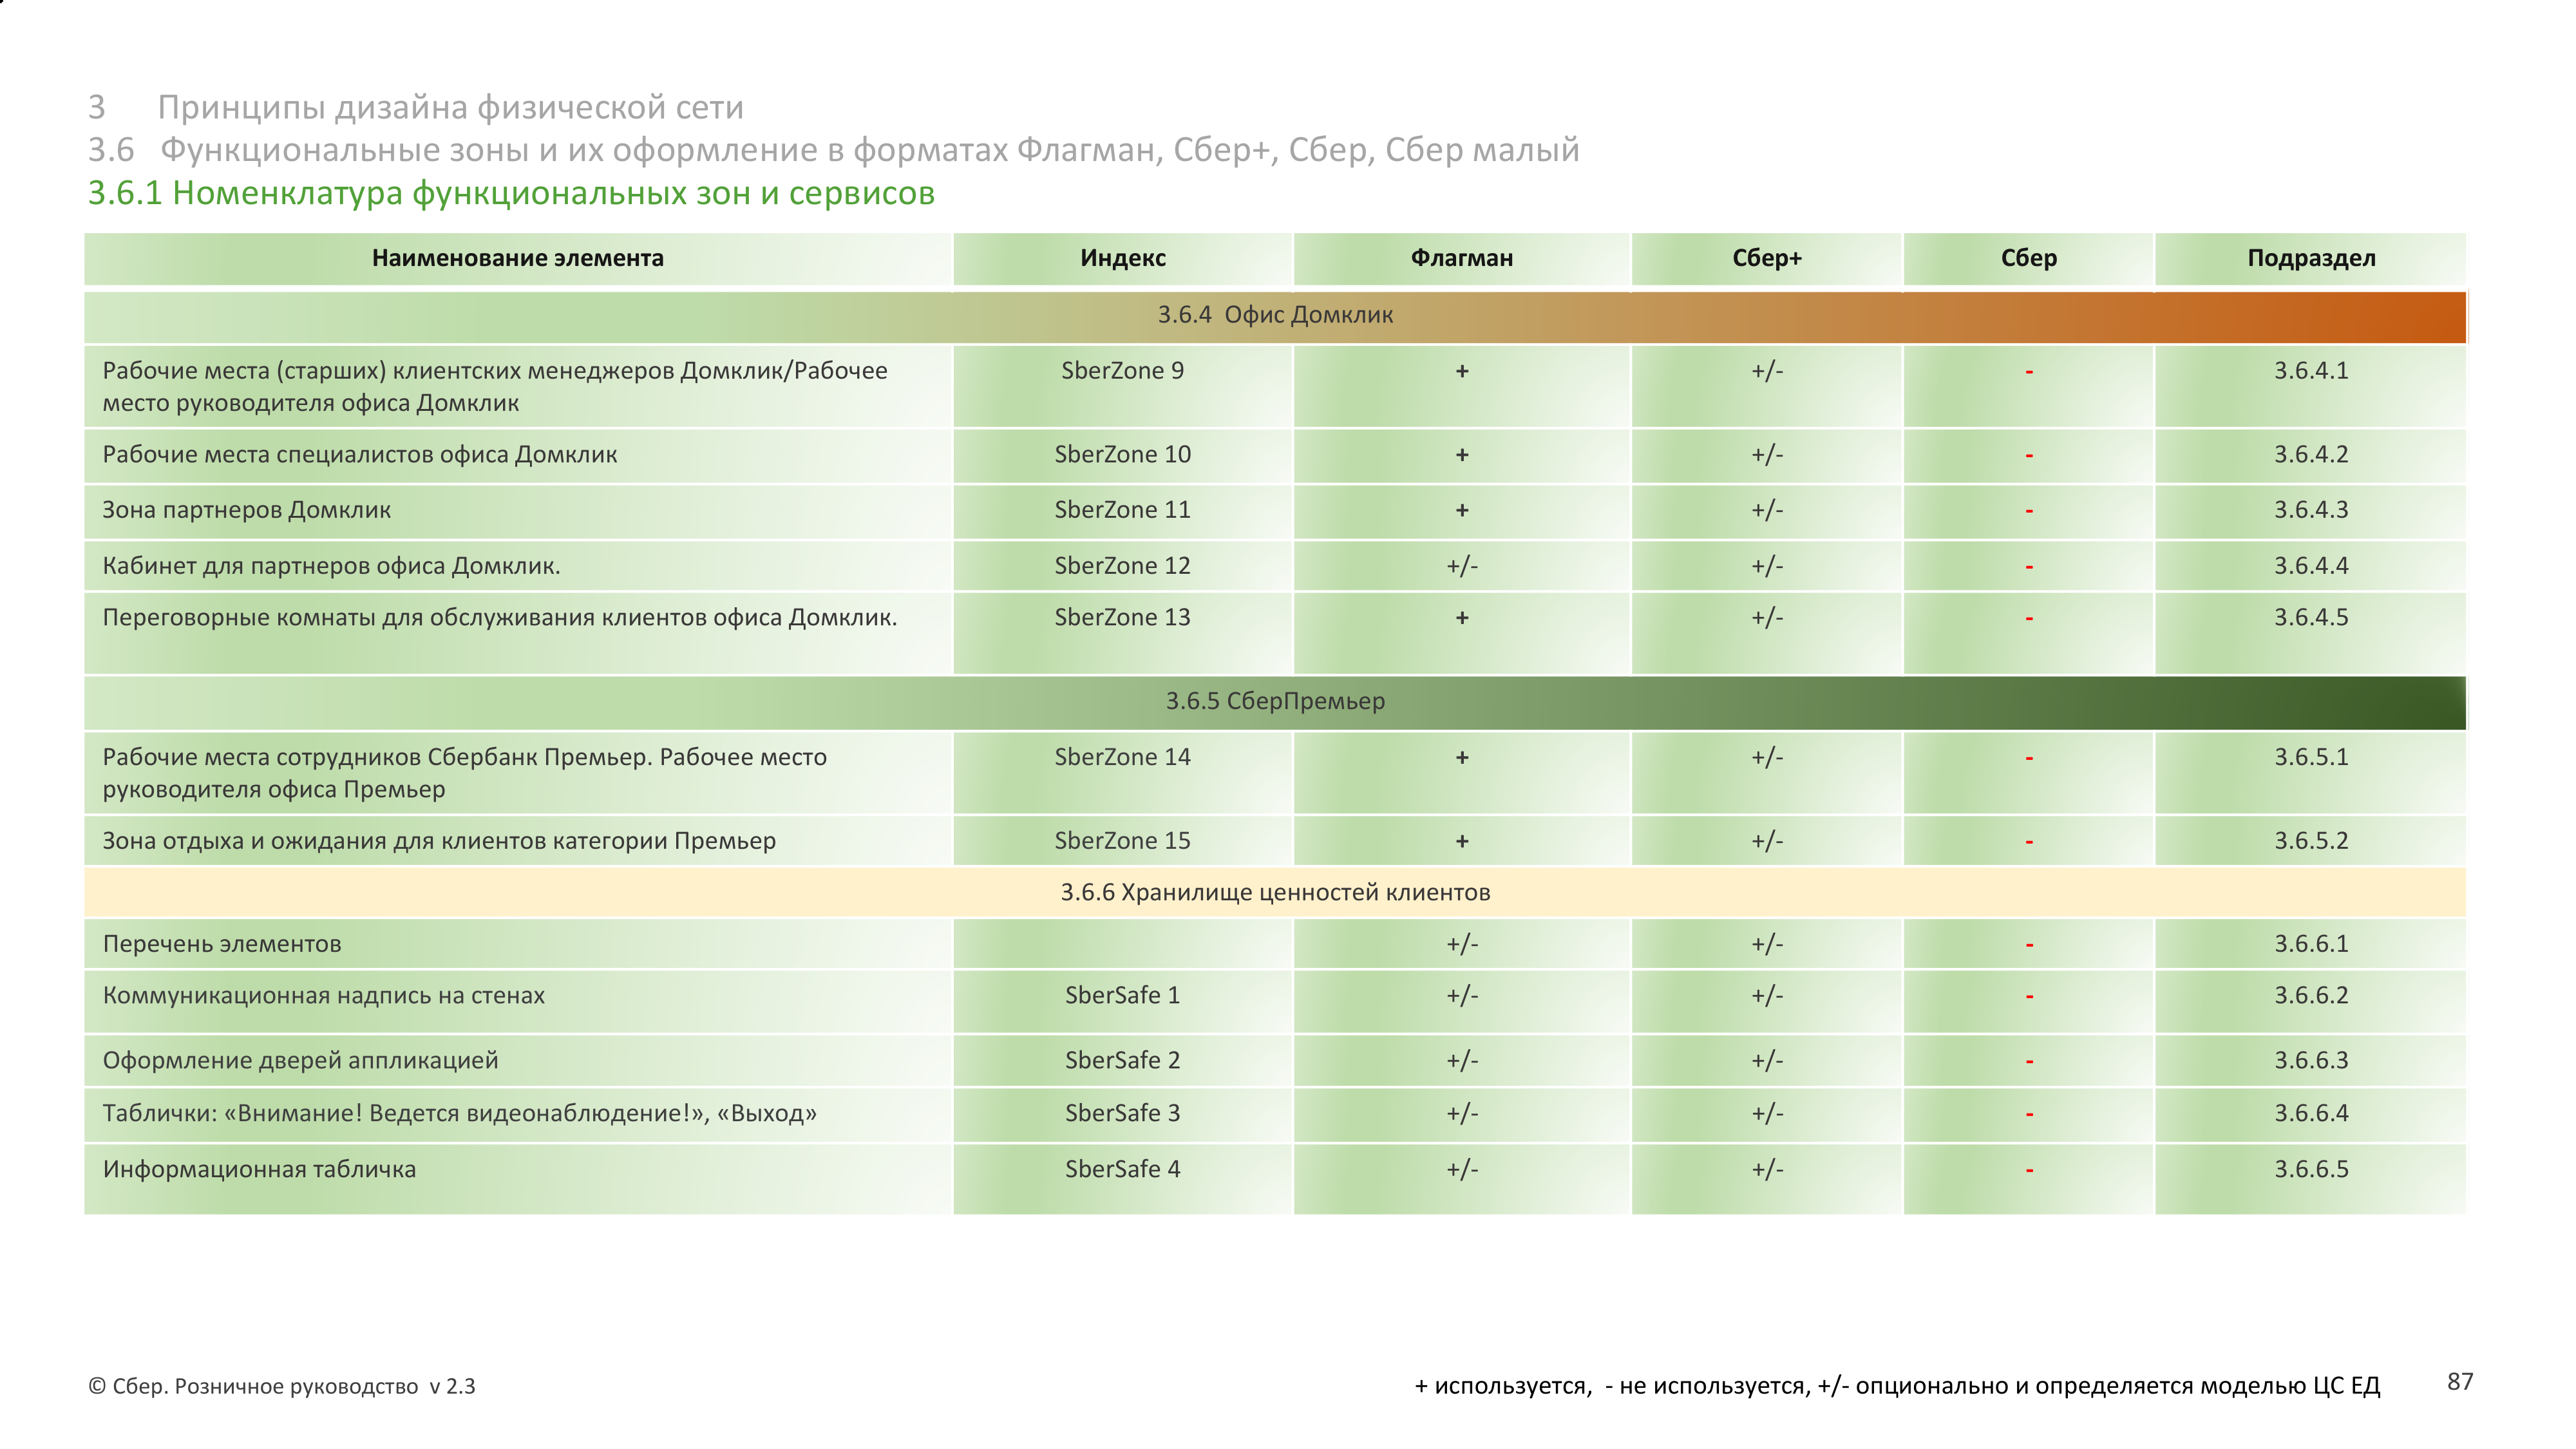 3 Принципы дизайна физической сети
3.6 Функциональные зоны и их оформление в форматах Флагман, Сбер+, Сбер, Сбер малый
3.6.1 Номенклатура функциональных зон и сервисов
Наименование элемента Индекс Флагман Сбер+ Сбер Подраздел
3.6.4 Офис Домклик
Рабочие места (старших) клиентских менеджеров Домклик/Рабочее SberZone 9 + +/- - 3.6.4.1
место руководителя офиса Домклик
Рабочие места специалистов офиса Домклик SberZone 10 + +/- - 3.6.4.2
Зона партнеров Домклик SberZone 11 + +/- - 3.6.4.3
Кабинет для партнеров офиса Домклик. SberZone 12 +/- +/- - 3.6.4.4
Переговорные комнаты для обслуживания клиентов офиса Домклик. SberZone 13 + +/- - 3.6.4.5
3.6.5 СберПремьер
Рабочие места сотрудников Сбербанк Премьер. Рабочее место SberZone 14 + +/- - 3.6.5.1
руководителя офиса Премьер
Зона отдыха и ожидания для клиентов категории Премьер SberZone 15 + +/- - 3.6.5.2
3.6.6 Хранилище ценностей клиентов
Перечень элементов +/- +/- - 3.6.6.1
Коммуникационная надпись на стенах SberSafe 1 +/- +/- - 3.6.6.2
Оформление дверей аппликацией SberSafe 2 +/- +/- - 3.6.6.3
Таблички: «Внимание! Ведется видеонаблюдение!», «Выход» SberSafe 3 +/- +/- - 3.6.6.4
Информационная табличка SberSafe 4 +/- +/- - 3.6.6.5
© Сбер. Розничное руководство v 2.3
+ используется, - не используется, +/- опционально и определяется моделью ЦС ЕД
87